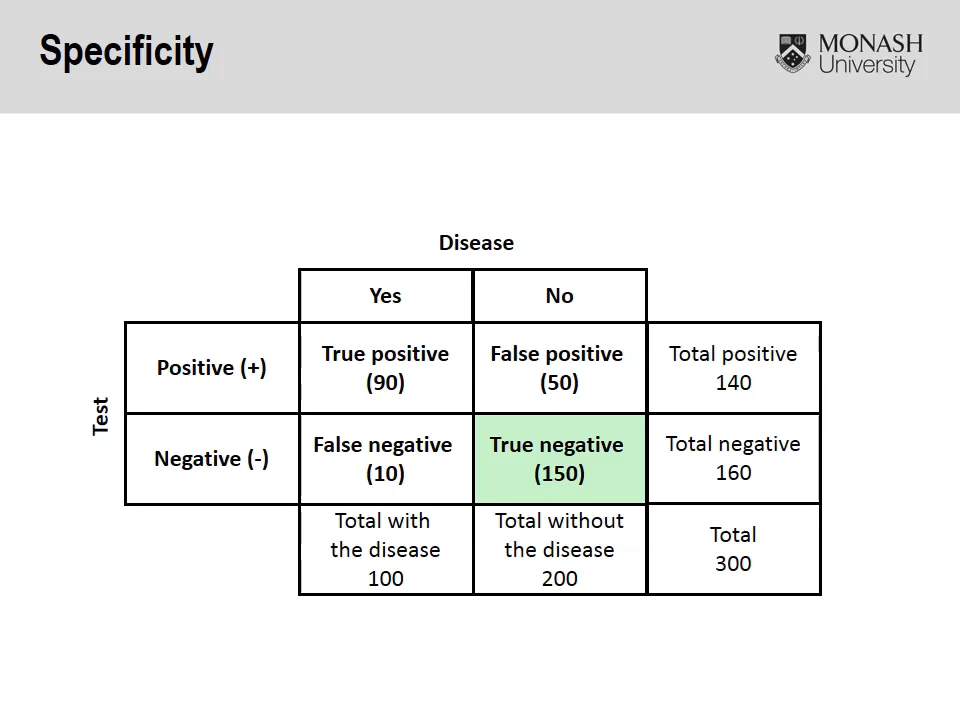 Specificity
MONASH
University
Disease
Yes
No
Test
Positive (+)
True positive
(90)
False positive
(50)
Total positive
140
Negative (-)
False negative
(10)
True negative
(150)
Total negative
160
Total with
the disease
100
Total without
the disease
200
Total
300